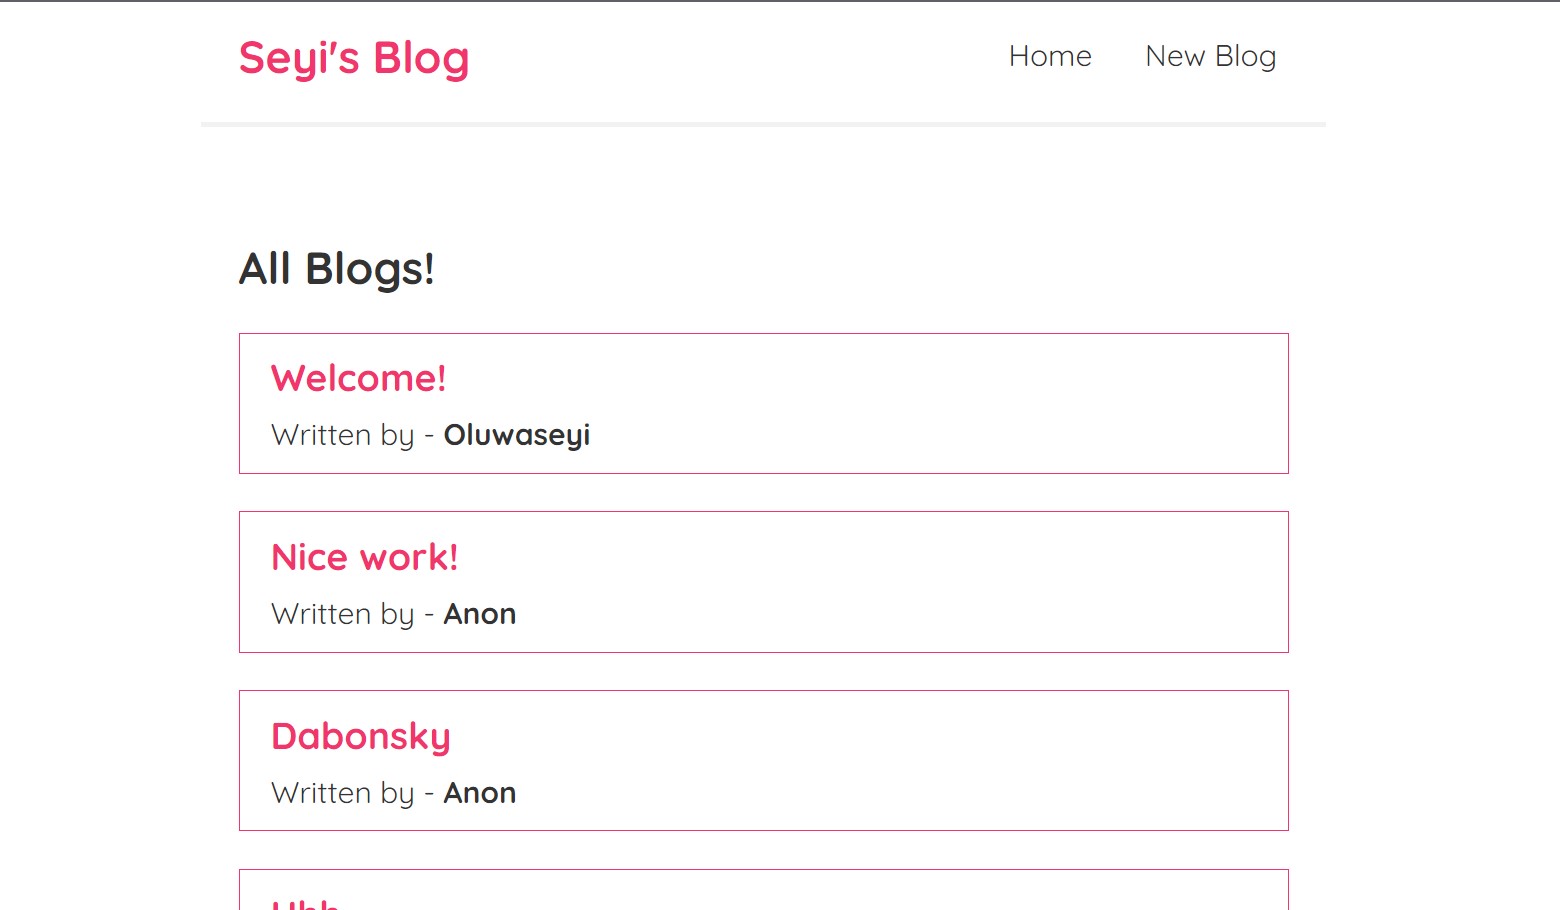 Seyi's Blog
Home New Blog
All Blogs!
Welcome!
Written by - Oluwaseyi
Nice work!
Written by - Anon
Dabonsky
Written by - Anon